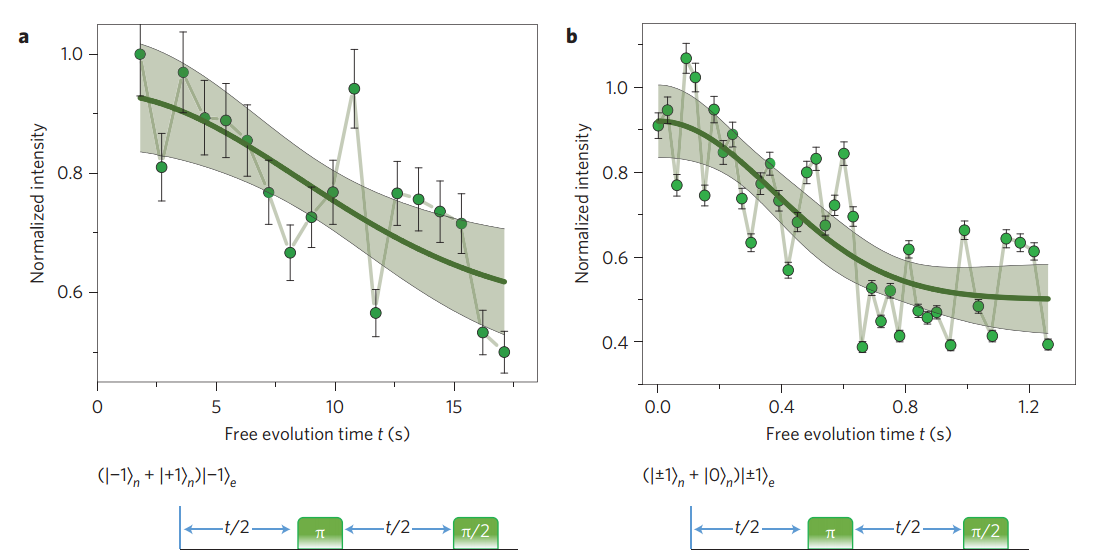 a
1.0
0.8
0.6
Normalized intensity
0 5 10 15
Free evolution time t (s)
(|−1⟩n + |+1⟩n)|−1⟩e
t/2 π t/2 π/2
b
1.0
0.8
0.6
0.4
Normalized intensity
0.0 0.4 0.8 1.2
Free evolution time t (s)
(|±1⟩n + |0⟩n)|±1⟩e
t/2 π t/2 π/2